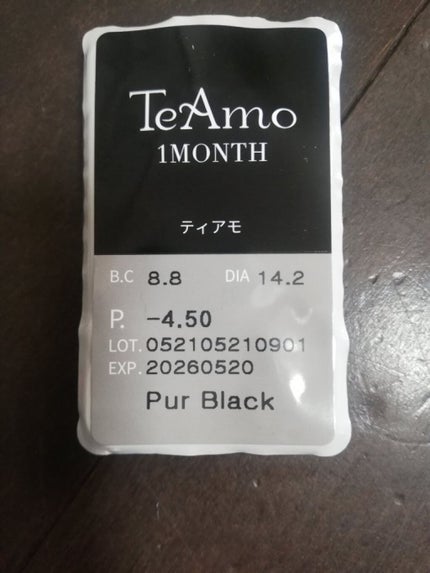 TeAmo
1MONTH
ティアモ
B.C 8.8 DIA 14.2
P. -4.50
LOT. 052105210901
EXP. 20260520
Pur Black